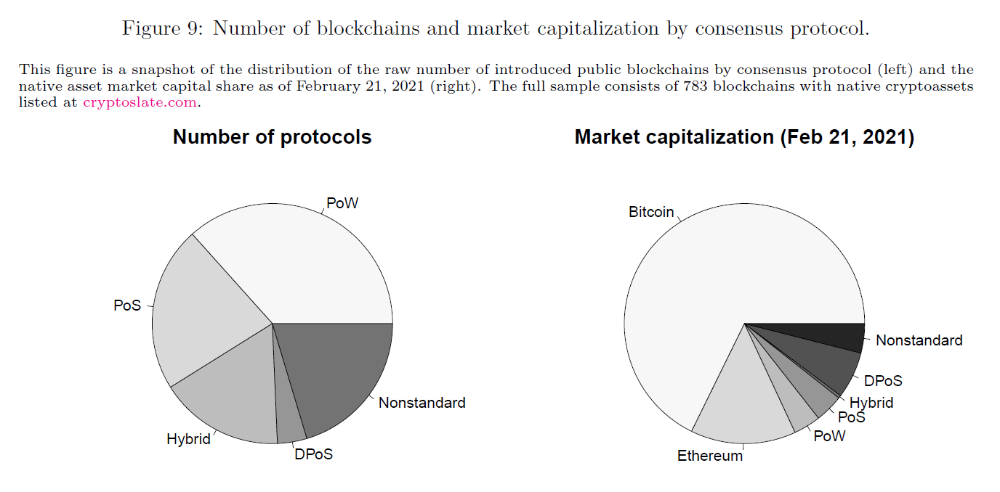 Figure 9: Number of blockchains and market capitalization by consensus protocol.
This figure is a snapshot of the distribution of the raw number of introduced public blockchains by consensus protocol (left) and the
native asset market capital share as of February 21, 2021 (right). The full sample consists of 783 blockchains with native cryptoassets
listed at cryptoslate.com.
Number of protocols
PoW
PoS
Nonstandard
Hybrid
DPoS
Market capitalization (Feb 21, 2021)
Bitcoin
Nonstandard
DPoS
Hybrid
PoS
PoW
Ethereum